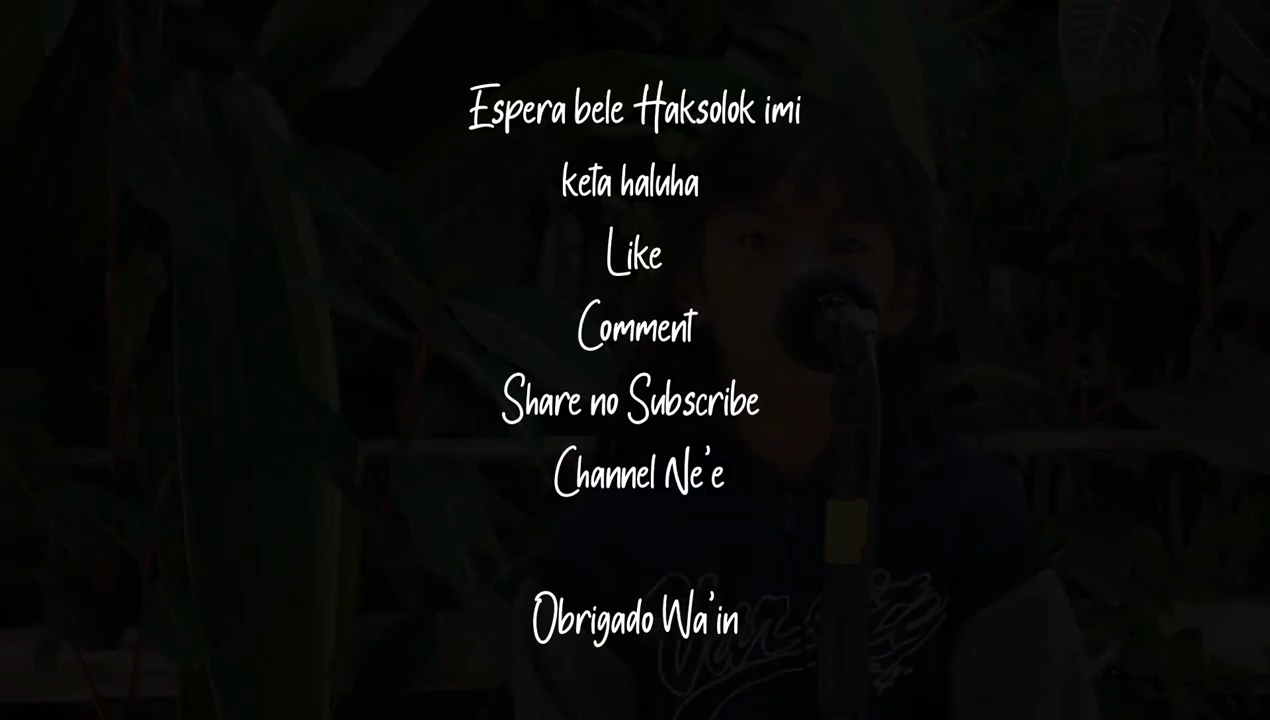 Espera bele Haksolok imi
keta haluha
Like
Comment
Share no Subscribe
Channel Ne'e
Obrigado Wa'in